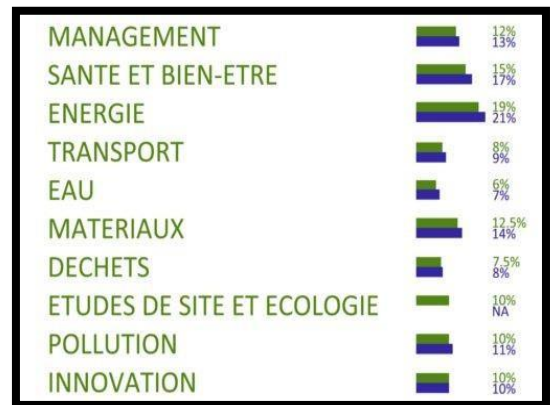 MANAGEMENT 12%
13%
SANTE ET BIEN-ETRE 15%
17%
ENERGIE 19%
21%
TRANSPORT 8%
9%
EAU 6%
7%
MATERIAUX 12.5%
14%
DECHETS 7.5%
8%
ETUDES DE SITE ET ECOLOGIE 10%
NA
POLLUTION 10%
11%
INNOVATION 10%
10%